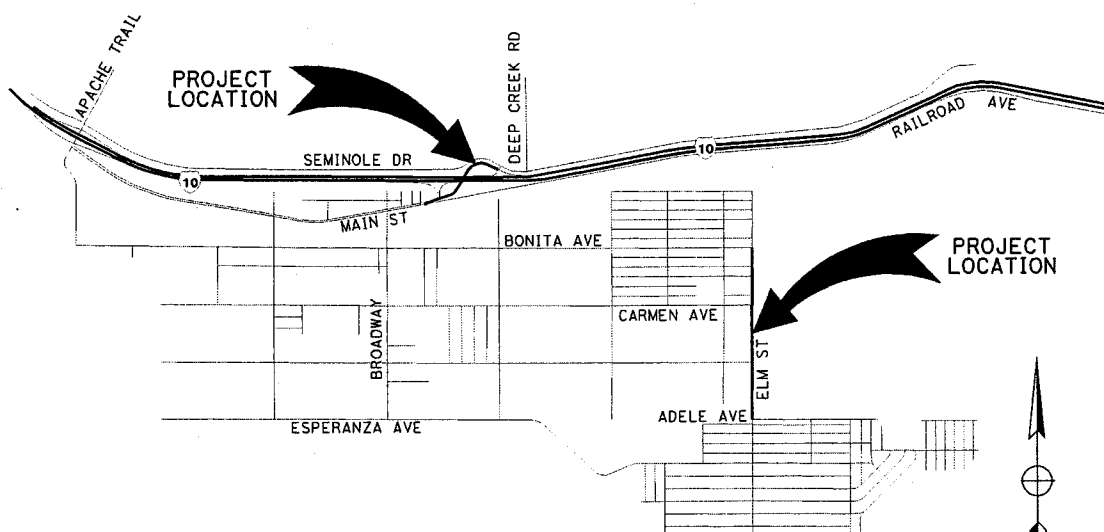 APACHE TRAIL
PROJECT
LOCATION
DEEP CREEK RD
SEMINOLE DR
10
10
RAILROAD AVE
MAIN ST
BONITA AVE
PROJECT
LOCATION
CARMEN AVE
BROADWAY
ELM ST
ADELE AVE
ESPERANZA AVE